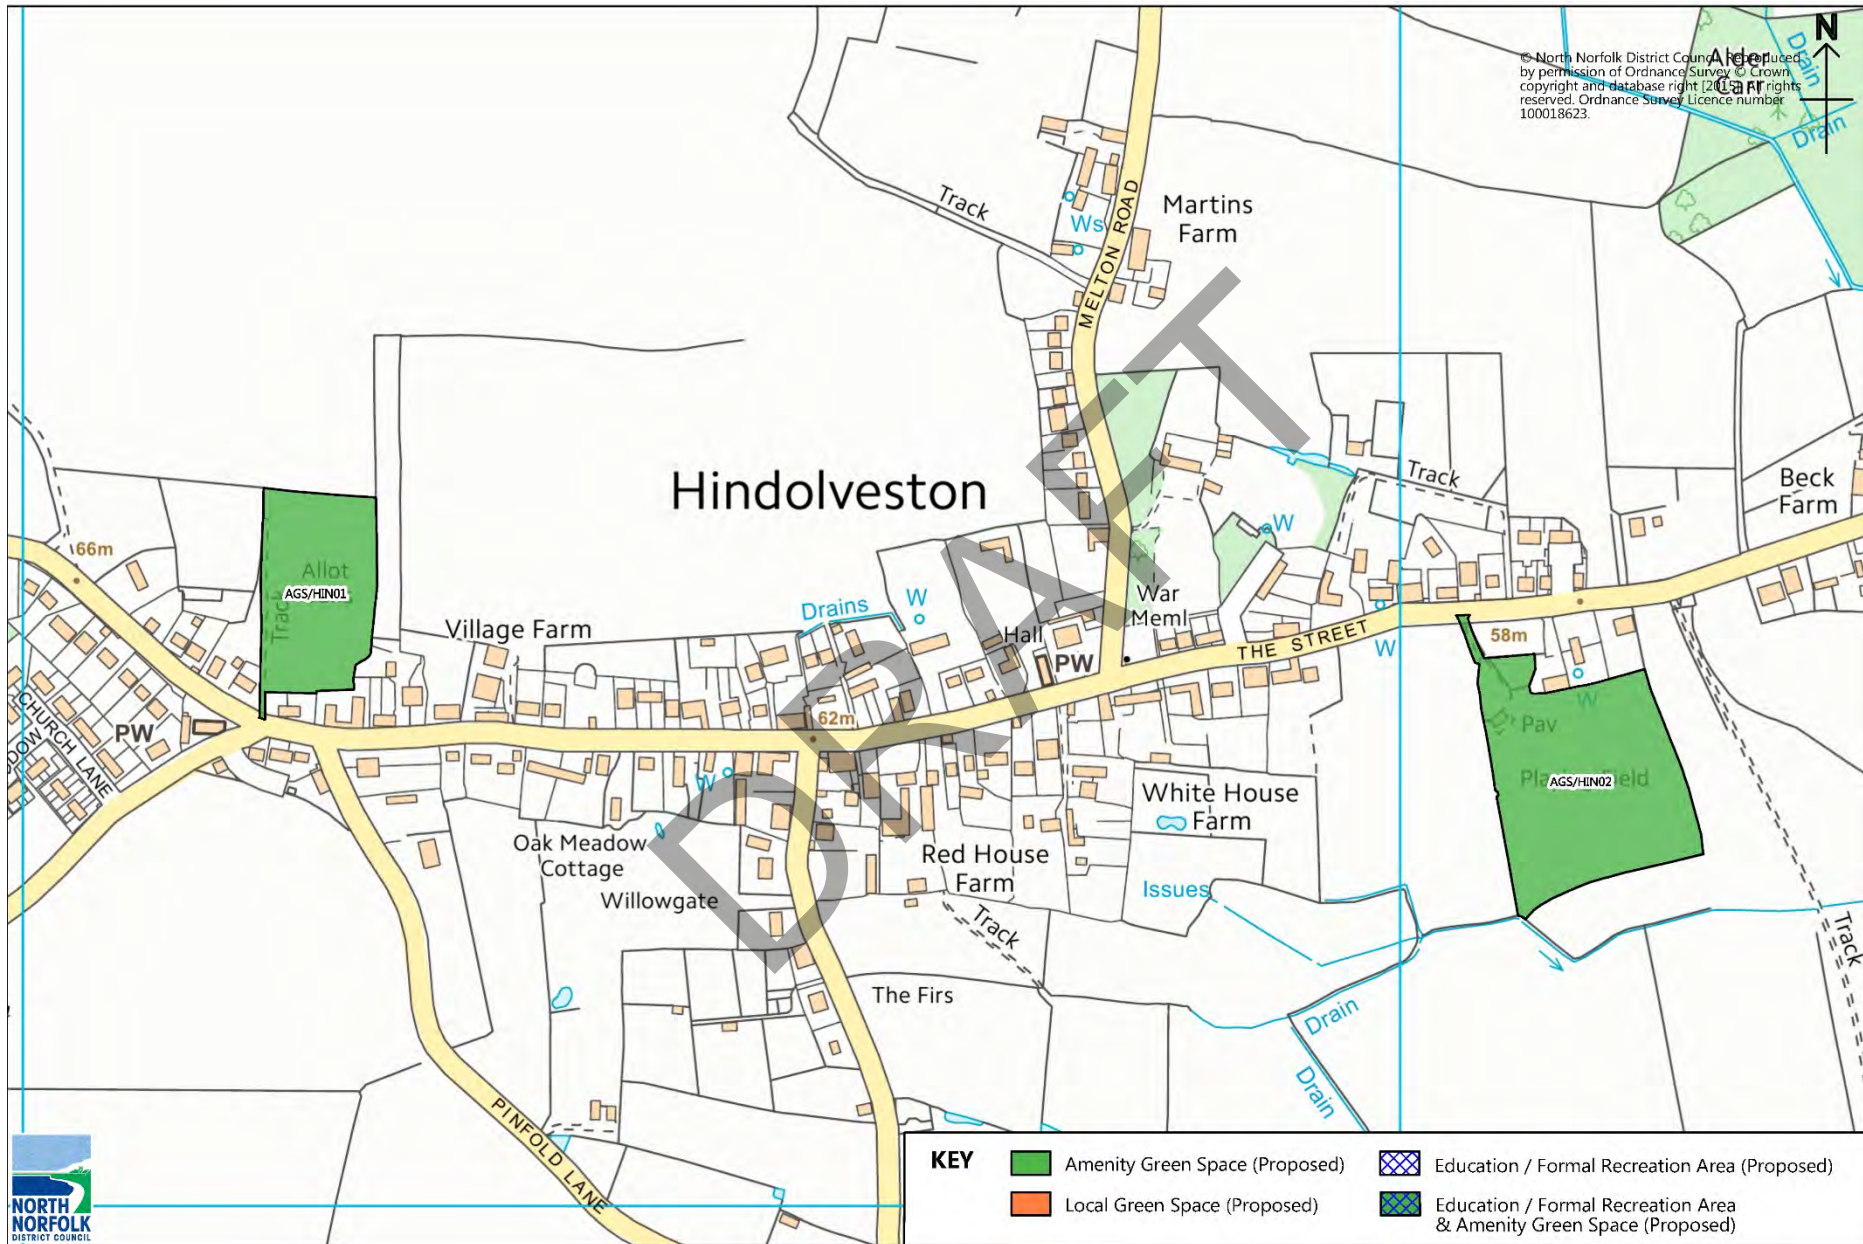 N
© North Norfolk District Council. Reproduced
by permission of Ordnance Survey © Crown
copyright and database right [2015]. All rights
reserved. Ordnance Survey Licence number
100018623.
Alder
Carr
Drain
Drain
Track
Ws
MELTON ROAD
Martins
Farm
Hindolveston
Track
Beck
Farm
W
66m
Allot
AGS/HIN01
Track
Village Farm
Drains
W
Hall
PW
War
Meml
THE STREET
W
58m
W
Pav
Playing Field
AGS/HIN02
CHURCH LANE
PW
62m
W
Oak Meadow
Cottage
Willowgate
Red House
Farm
White House
Farm
Issues
Track
Track
The Firs
Drain
Drain
PINFOLD LANE
DRAFT
NORTH
NORFOLK
DISTRICT COUNCIL
KEY
Amenity Green Space (Proposed)
Local Green Space (Proposed)
Education / Formal Recreation Area (Proposed)
Education / Formal Recreation Area
& Amenity Green Space (Proposed)